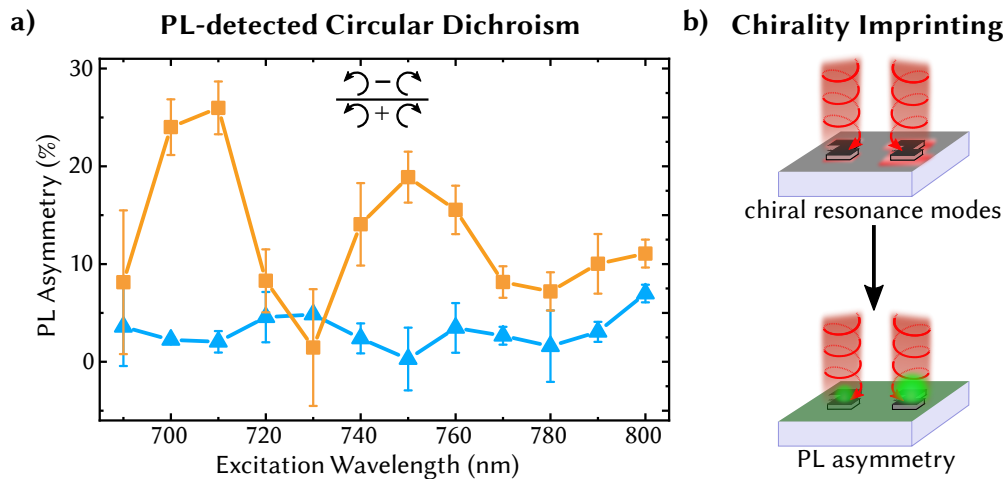 a)
PL-detected Circular Dichroism
30
20
10
0
PL Asymmetry (%)
−
+
700
720
740
760
780
800
Excitation Wavelength (nm)
b)
Chirality Imprinting
chiral resonance modes
PL asymmetry